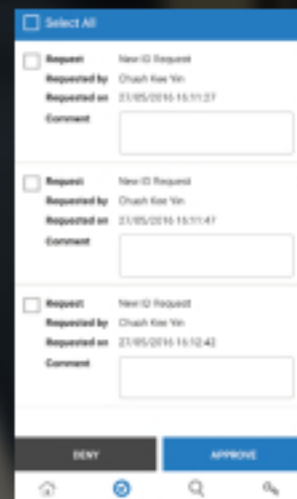 Select All
Request New ID Request
Requested by Chuah Kee Yin
Requested on 27/05/2016 15:11:27
Comment
Request New ID Request
Requested by Chuah Kee Yin
Requested on 27/05/2016 15:11:47
Comment
Request New ID Request
Requested by Chuah Kee Yin
Requested on 27/05/2016 15:12:42
Comment
DENY APPROVE